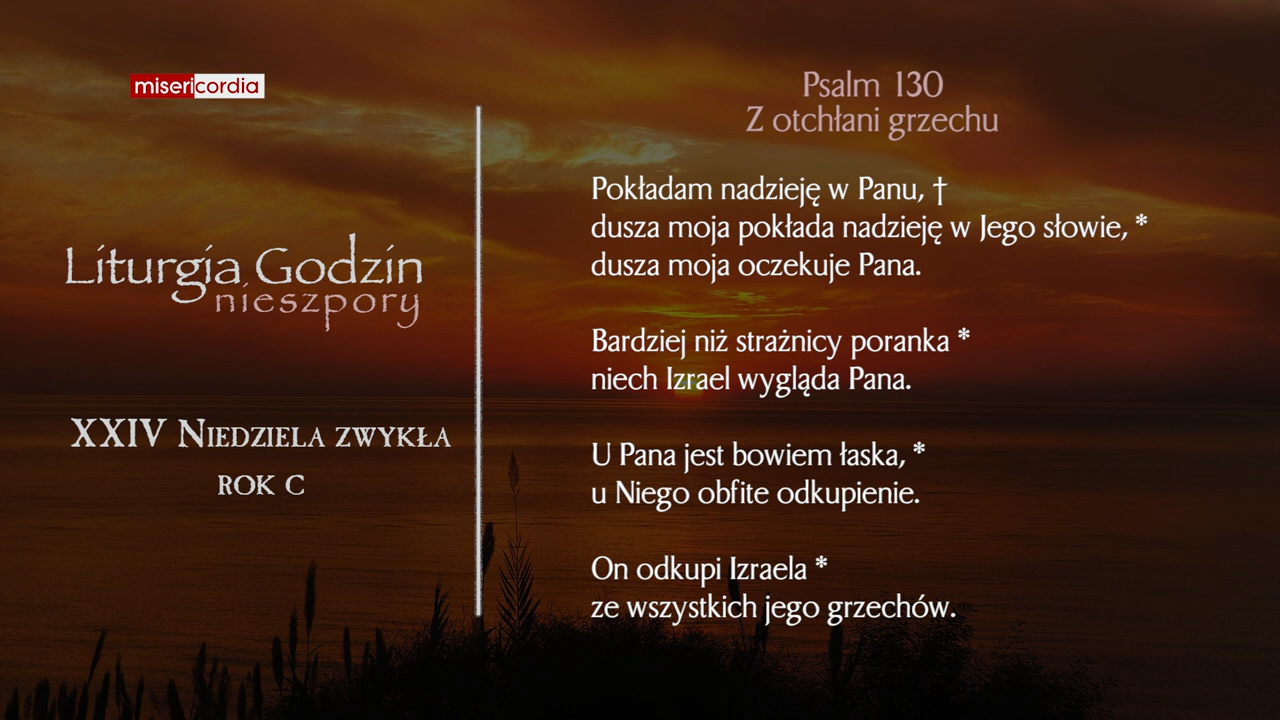 misericordia
Liturgia Godzin
nieszpory
XXIV Niedziela zwykła
rok C
Psalm 130
Z otchłani grzechu
Pokładam nadzieję w Panu, †
dusza moja pokłada nadzieję w Jego słowie, *
dusza moja oczekuje Pana.
Bardziej niż strażnicy poranka *
niech Izrael wygląda Pana.
U Pana jest bowiem łaska, *
u Niego obfite odkupienie.
On odkupi Izraela *
ze wszystkich jego grzechów.